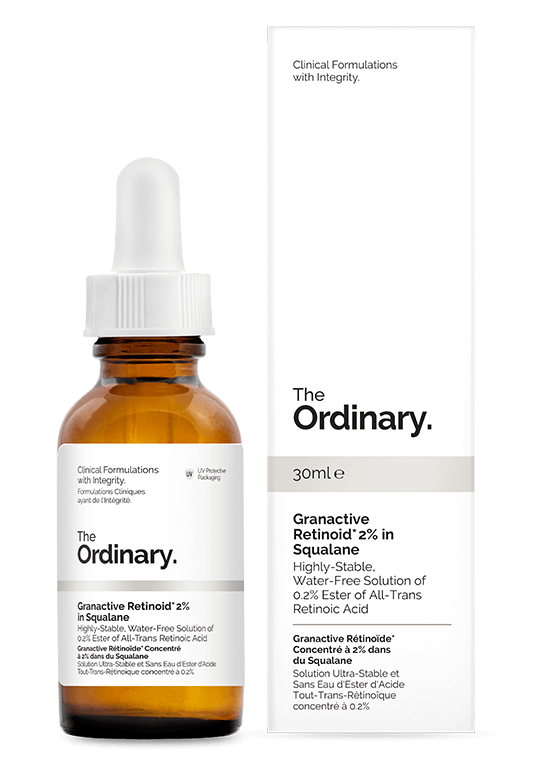 Clinical Formulations
with Integrity.
Formulations Cliniques
ayant de l'Intégrité.
UV
UV Protective
Packaging
The
Ordinary.
Granactive Retinoid* 2%
in Squalane
Highly-Stable, Water-Free Solution of
0.2% Ester of All-Trans Retinoic Acid
Granactive Rétinoïde* Concentré
à 2% dans du Squalane
Solution Ultra-Stable et Sans Eau d'Ester d'Acide
Tout-Trans-Rétinoïque concentré à 0.2%
Clinical Formulations
with Integrity.
The
Ordinary.
30ml ℮
Granactive
Retinoid* 2% in
Squalane
Highly-Stable,
Water-Free Solution of
0.2% Ester of All-Trans
Retinoic Acid
Granactive Rétinoïde*
Concentré à 2% dans
du Squalane
Solution Ultra-Stable et
Sans Eau d'Ester d'Acide
Tout-Trans-Rétinoïque
concentré à 0.2%